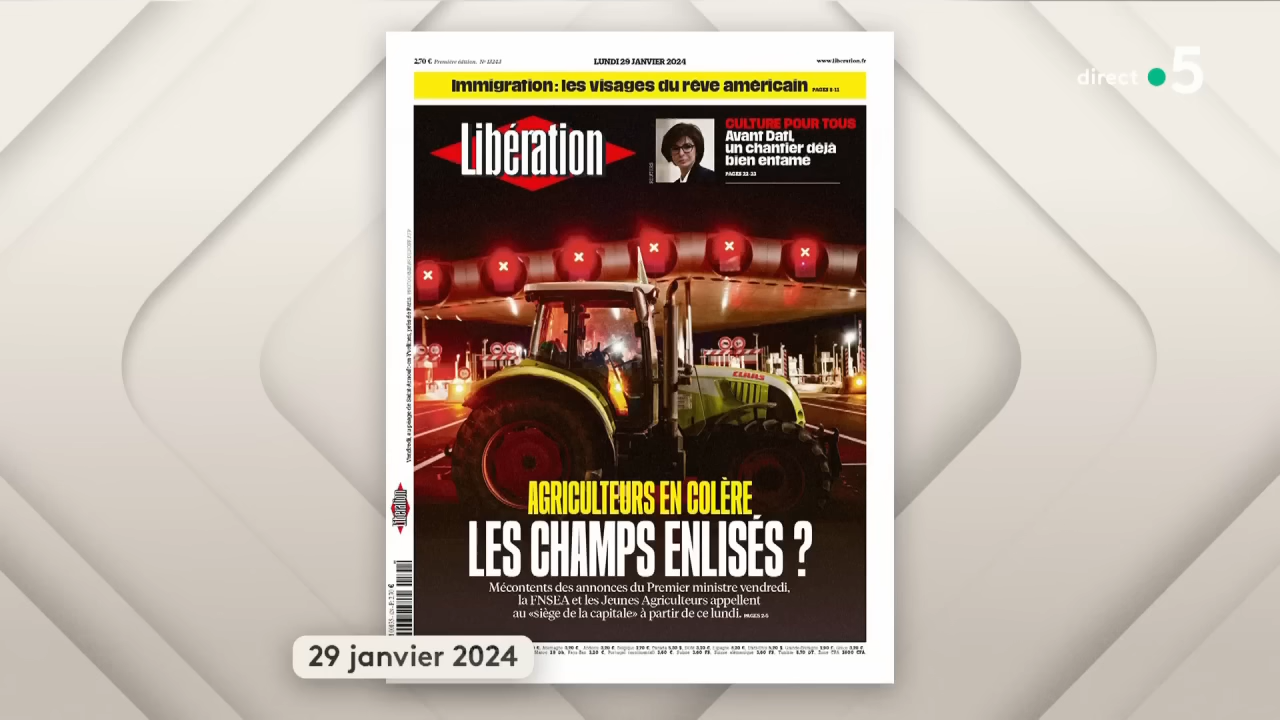 direct 5
2,70 € Première édition. N° 13243
LUNDI 29 JANVIER 2024
www.liberation.fr
Immigration : les visages du rêve américain PAGES 8-11
Libération
CULTURE POUR TOUS
Avant Dati,
un chantier déjà
bien entamé
PAGES 22-23
CLAAS
AGRICULTEURS EN COLÈRE
LES CHAMPS ENLISÉS ?
Mécontents des annonces du Premier ministre vendredi,
la FNSEA et les Jeunes Agriculteurs appellent
au «siège de la capitale» à partir de ce lundi. PAGES 2-5
Libération
29 janvier 2024